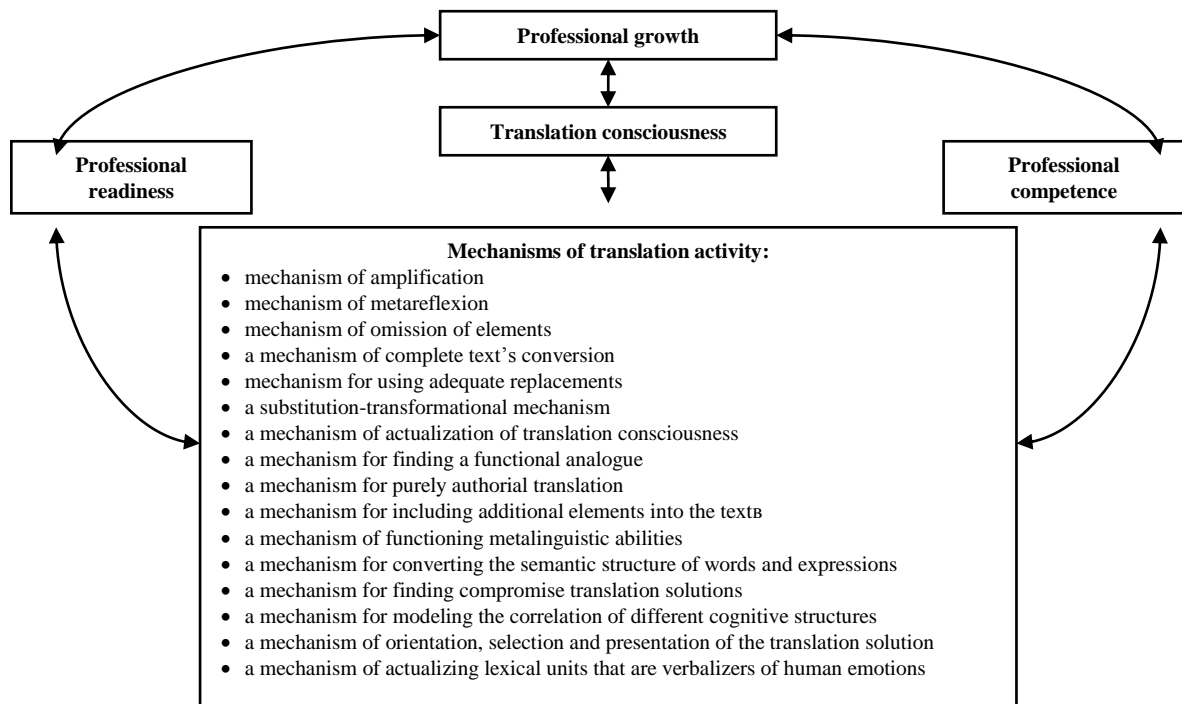 Professional growth
Translation consciousness
Professional
readiness
Professional
competence
Mechanisms of translation activity:
• mechanism of amplification
• mechanism of metareflexion
• mechanism of omission of elements
• a mechanism of complete text’s conversion
• mechanism for using adequate replacements
• a substitution-transformational mechanism
• a mechanism of actualization of translation consciousness
• a mechanism for finding a functional analogue
• a mechanism for purely authorial translation
• a mechanism for including additional elements into the textв
• a mechanism of functioning metalinguistic abilities
• a mechanism for converting the semantic structure of words and expressions
• a mechanism for finding compromise translation solutions
• a mechanism for modeling the correlation of different cognitive structures
• a mechanism of orientation, selection and presentation of the translation solution
• a mechanism of actualizing lexical units that are verbalizers of human emotions